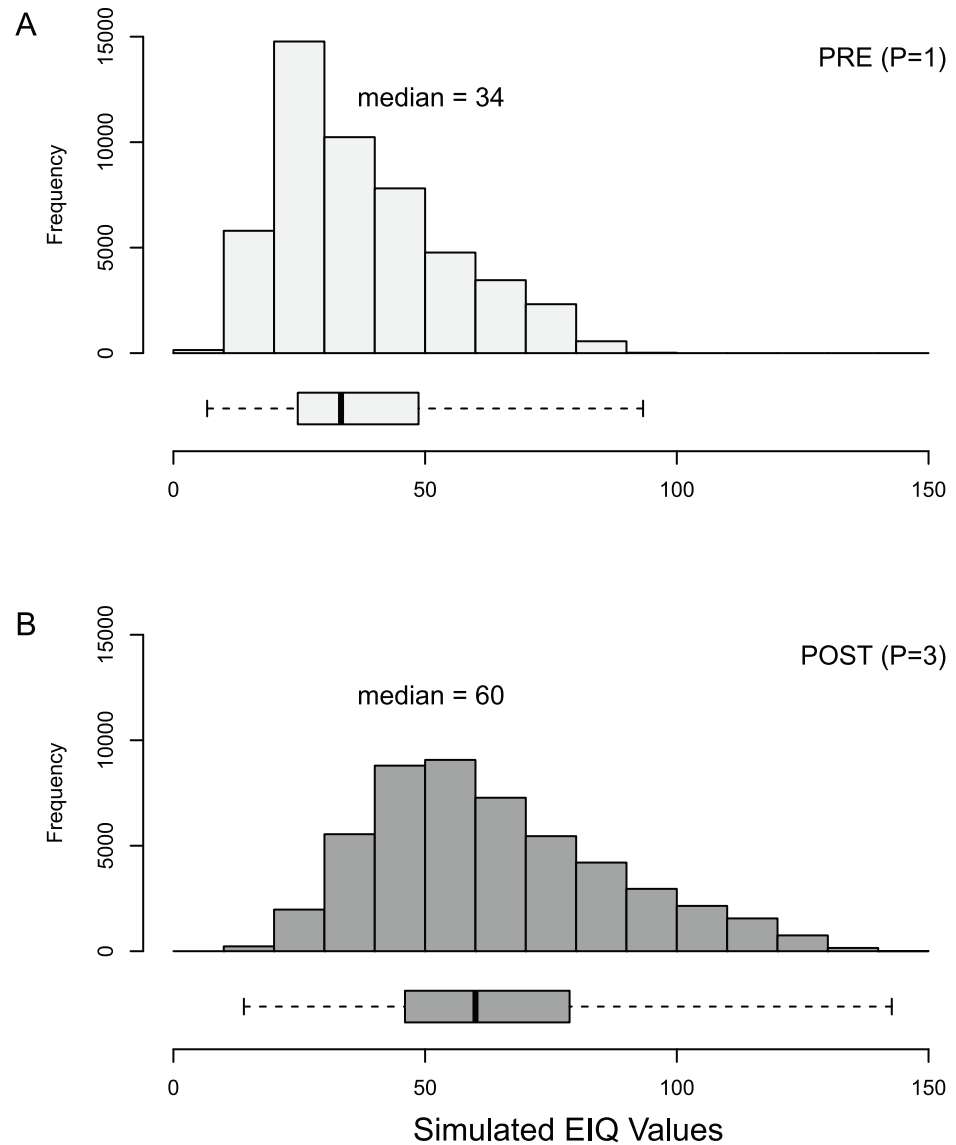 A
PRE (P=1)
median = 34
Frequency
15000
10000
5000
0
0 50 100 150
B
POST (P=3)
median = 60
Frequency
15000
10000
5000
0
0 50 100 150
Simulated EIQ Values